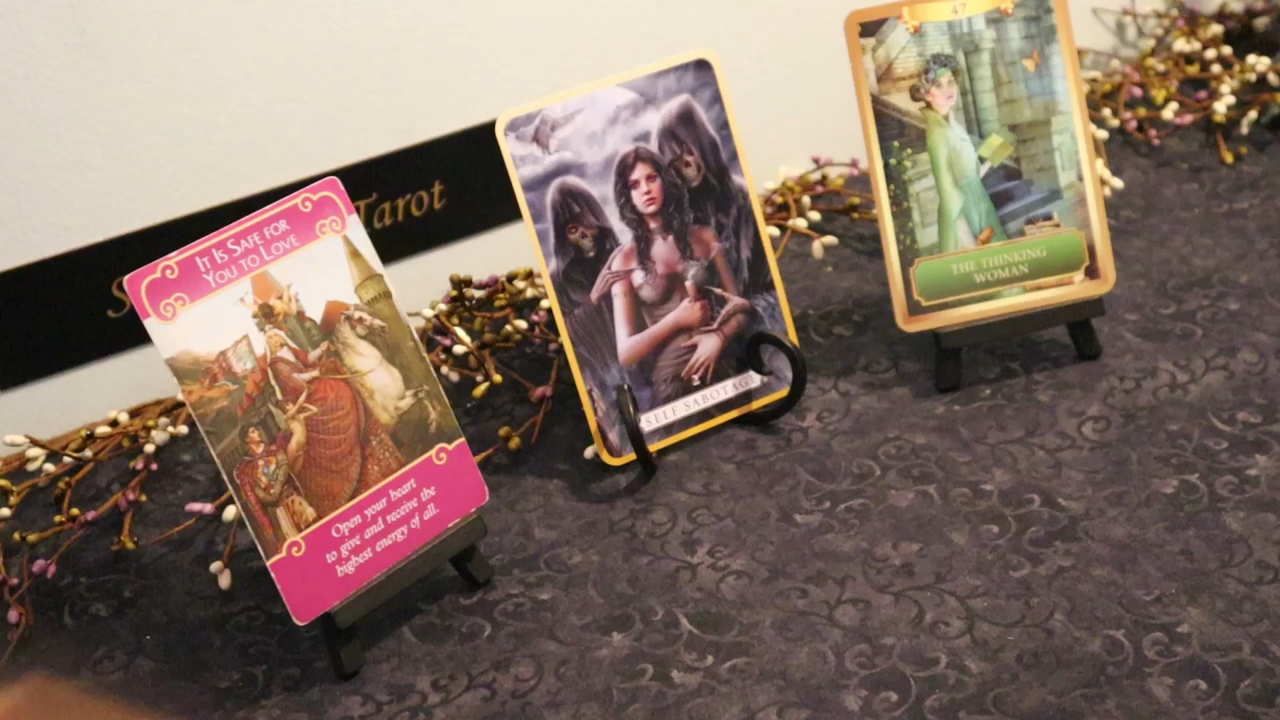 Tarot
IT IS SAFE FOR
YOU TO LOVE
Open your heart
to give and receive the
highest energy of all.
SELF SABOTAGE
47
THE THINKING
WOMAN